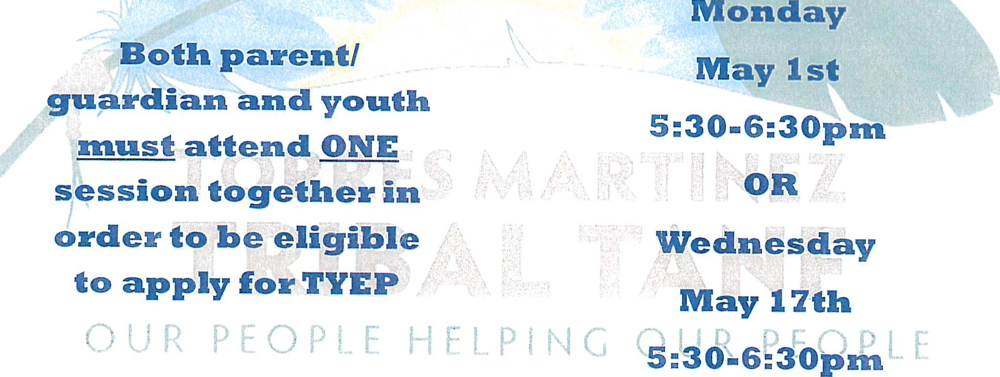 Both parent/
guardian and youth
must attend ONE
session together in
order to be eligible
to apply for TYEP
Monday
May 1st
5:30-6:30pm
OR
Wednesday
May 17th
5:30-6:30pm
TORRES MARTINEZ
TRIBAL TANF
OUR PEOPLE HELPING OUR PEOPLE